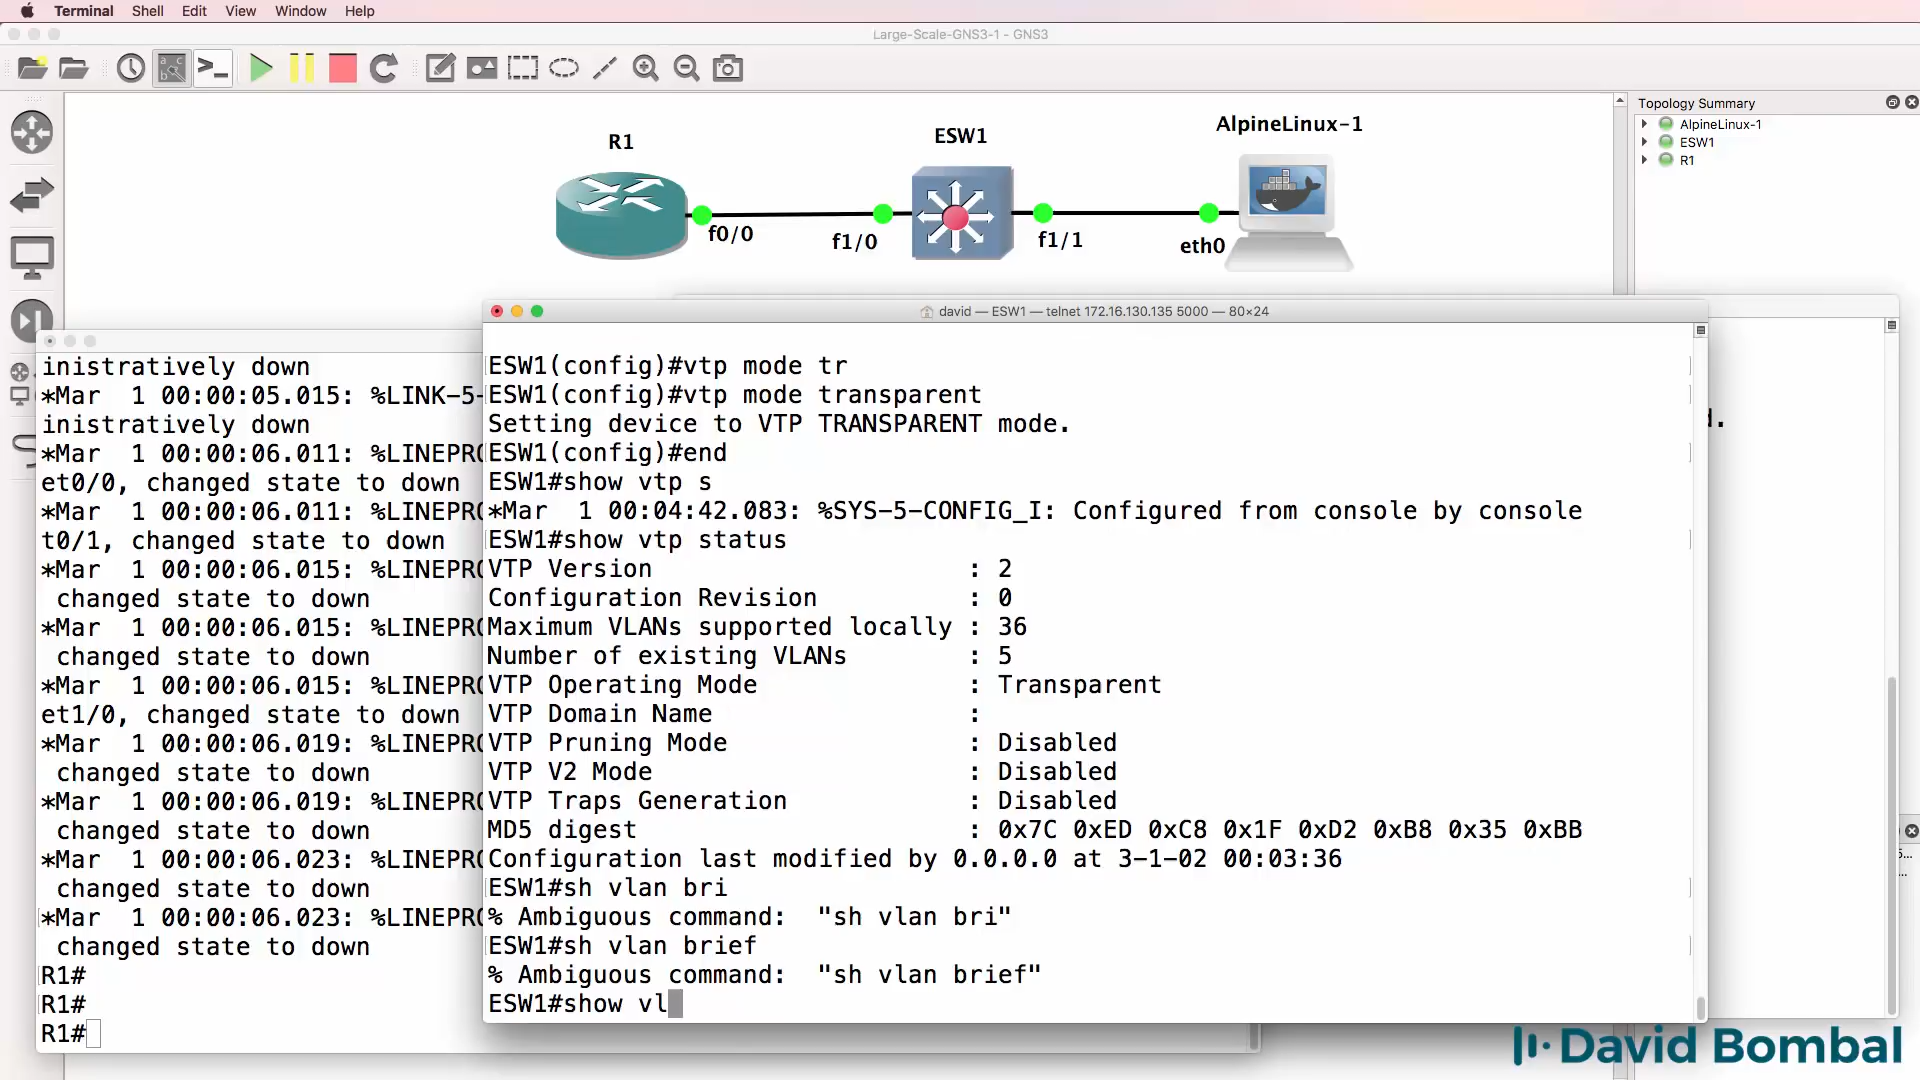 Terminal Shell Edit View Window Help
Large-Scale-GNS3-1 - GNS3
Topology Summary
AlpineLinux-1
ESW1
R1
R1
ESW1
AlpineLinux-1
f0/0
f1/0
f1/1
eth0
david — ESW1 — telnet 172.16.130.135 5000 — 80×24
inistratively down
*Mar  1 00:00:05.015: %LINK-5-
inistratively down
*Mar  1 00:00:06.011: %LINEPRO
et0/0, changed state to down
*Mar  1 00:00:06.011: %LINEPRO
t0/1, changed state to down
*Mar  1 00:00:06.015: %LINEPRO
 changed state to down
*Mar  1 00:00:06.015: %LINEPRO
 changed state to down
*Mar  1 00:00:06.015: %LINEPRO
et1/0, changed state to down
*Mar  1 00:00:06.019: %LINEPRO
 changed state to down
*Mar  1 00:00:06.019: %LINEPRO
 changed state to down
*Mar  1 00:00:06.023: %LINEPRO
 changed state to down
*Mar  1 00:00:06.023: %LINEPRO
 changed state to down
R1#
R1#
R1#
ESW1(config)#vtp mode tr
ESW1(config)#vtp mode transparent
Setting device to VTP TRANSPARENT mode.
ESW1(config)#end
ESW1#show vtp s
*Mar  1 00:04:42.083: %SYS-5-CONFIG_I: Configured from console by console
ESW1#show vtp status
VTP Version                     : 2
Configuration Revision          : 0
Maximum VLANs supported locally : 36
Number of existing VLANs        : 5
VTP Operating Mode              : Transparent
VTP Domain Name                 :
VTP Pruning Mode                : Disabled
VTP V2 Mode                     : Disabled
VTP Traps Generation            : Disabled
MD5 digest                      : 0x7C 0xED 0xC8 0x1F 0xD2 0xB8 0x35 0xBB
Configuration last modified by 0.0.0.0 at 3-1-02 00:03:36
ESW1#sh vlan bri
% Ambiguous command:  "sh vlan bri"
ESW1#sh vlan brief
% Ambiguous command:  "sh vlan brief"
ESW1#show vl
David Bombal